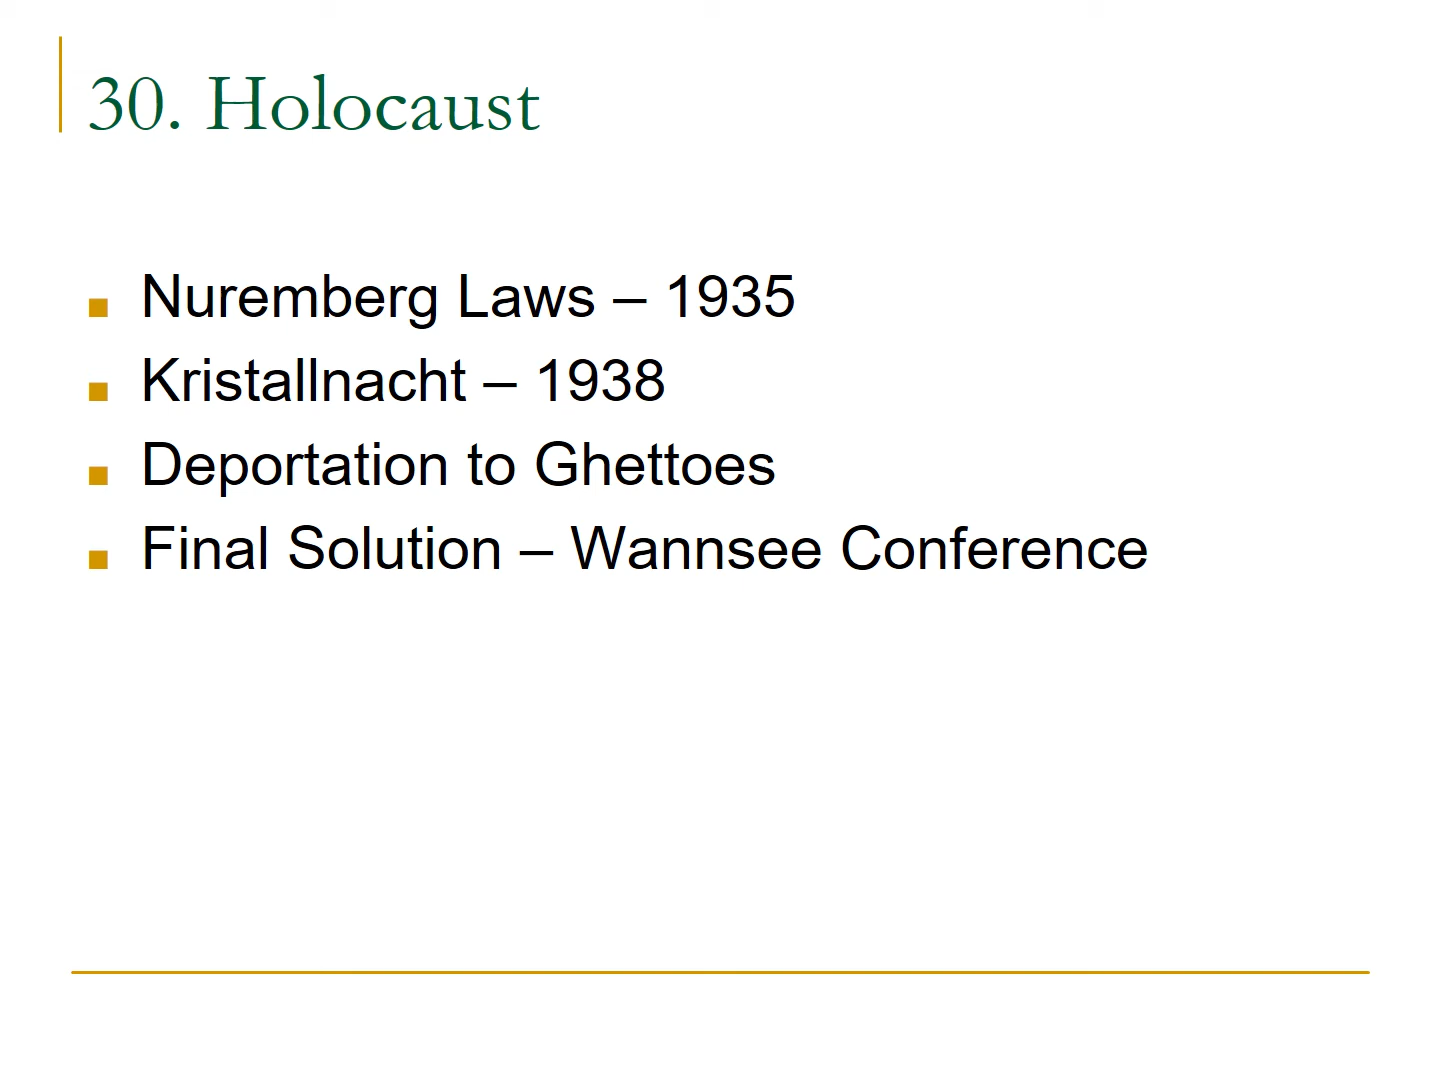 30. Holocaust
Nuremberg Laws – 1935
Kristallnacht – 1938
Deportation to Ghettoes
Final Solution – Wannsee Conference